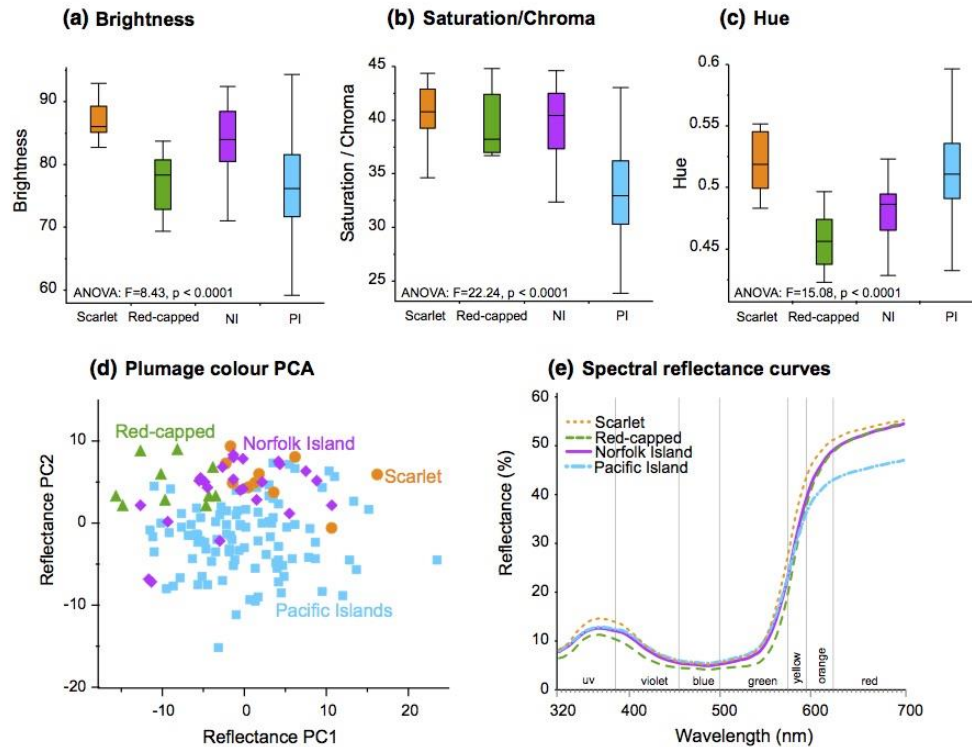 (a) Brightness
(b) Saturation/Chroma
(c) Hue
Brightness
90
80
70
60
ANOVA: F=8.43, p < 0.0001
Scarlet Red-capped NI PI
Saturation / Chroma
45
40
35
30
25
ANOVA: F=22.24, p < 0.0001
Scarlet Red-capped NI PI
Hue
0.6
0.55
0.5
0.45
ANOVA: F=15.08, p < 0.0001
Scarlet Red-capped NI PI
(d) Plumage colour PCA
Reflectance PC2
20
10
0
-10
-20
Red-capped
Norfolk Island
Scarlet
Pacific Islands
-10 0 10 20
Reflectance PC1
(e) Spectral reflectance curves
Reflectance (%)
60
50
40
30
20
10
0
Scarlet
Red-capped
Norfolk Island
Pacific Island
uv violet blue green yellow orange red
320 400 500 600 700
Wavelength (nm)